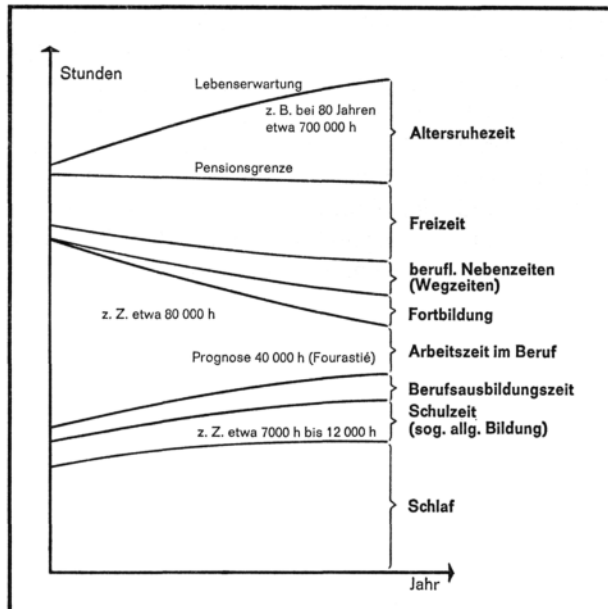 Stunden
Lebenserwartung
z. B. bei 80 Jahren
etwa 700 000 h
Altersruhezeit
Pensionsgrenze
Freizeit
berufl. Nebenzeiten
(Wegzeiten)
z. Z. etwa 80 000 h
Fortbildung
Arbeitszeit im Beruf
Prognose 40 000 h (Fourastié)
Berufsausbildungszeit
Schulzeit
(sog. allg. Bildung)
z. Z. etwa 7000 h bis 12 000 h
Schlaf
Jahr